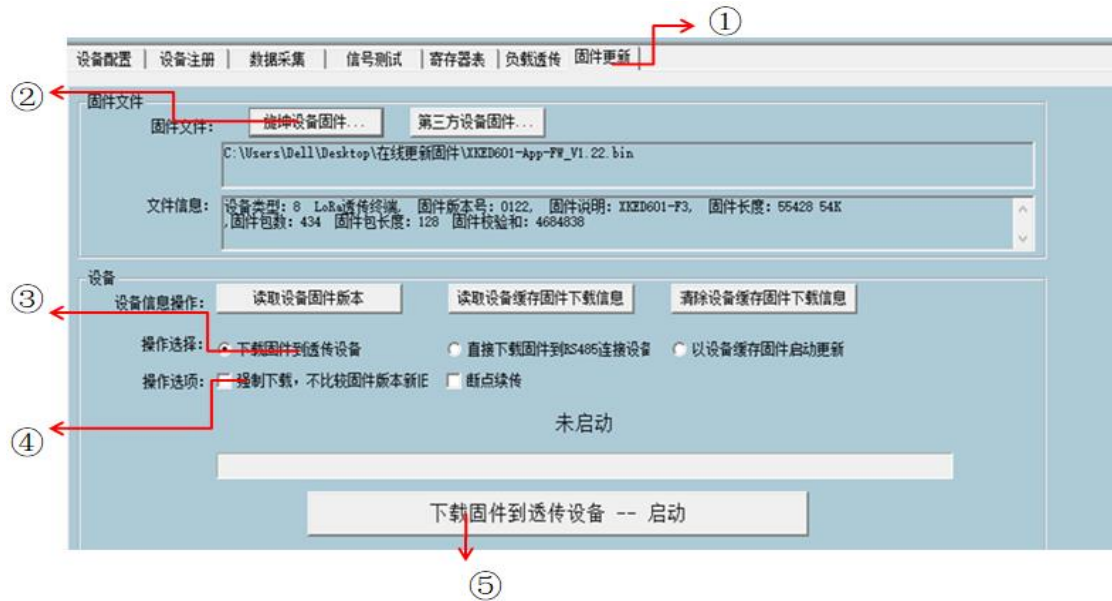 ①
设备配置 | 设备注册 | 数据采集 | 信号测试 | 寄存器表 | 负载透传 固件更新 |
②
固件文件
固件文件: 旌坤设备固件... 第三方设备固件...
C:\Users\Dell\Desktop\在线更新固件\XKED601-App-FW_V1.22.bin
文件信息: 设备类型: 8 LoRa透传终端, 固件版本号: 0122, 固件说明: XKED601-F3, 固件长度: 55428 54K
,固件包数: 434 固件包长度: 128 固件校验和: 4684838
设备
③
设备信息操作: 读取设备固件版本 读取设备缓存固件下载信息 清除设备缓存固件下载信息
操作选择: 下载固件到透传设备 直接下载固件到RS485连接设备 以设备缓存固件启动更新
操作选项: 强制下载, 不比较固件版本新旧 断点续传
④
未启动
下载固件到透传设备 -- 启动
⑤